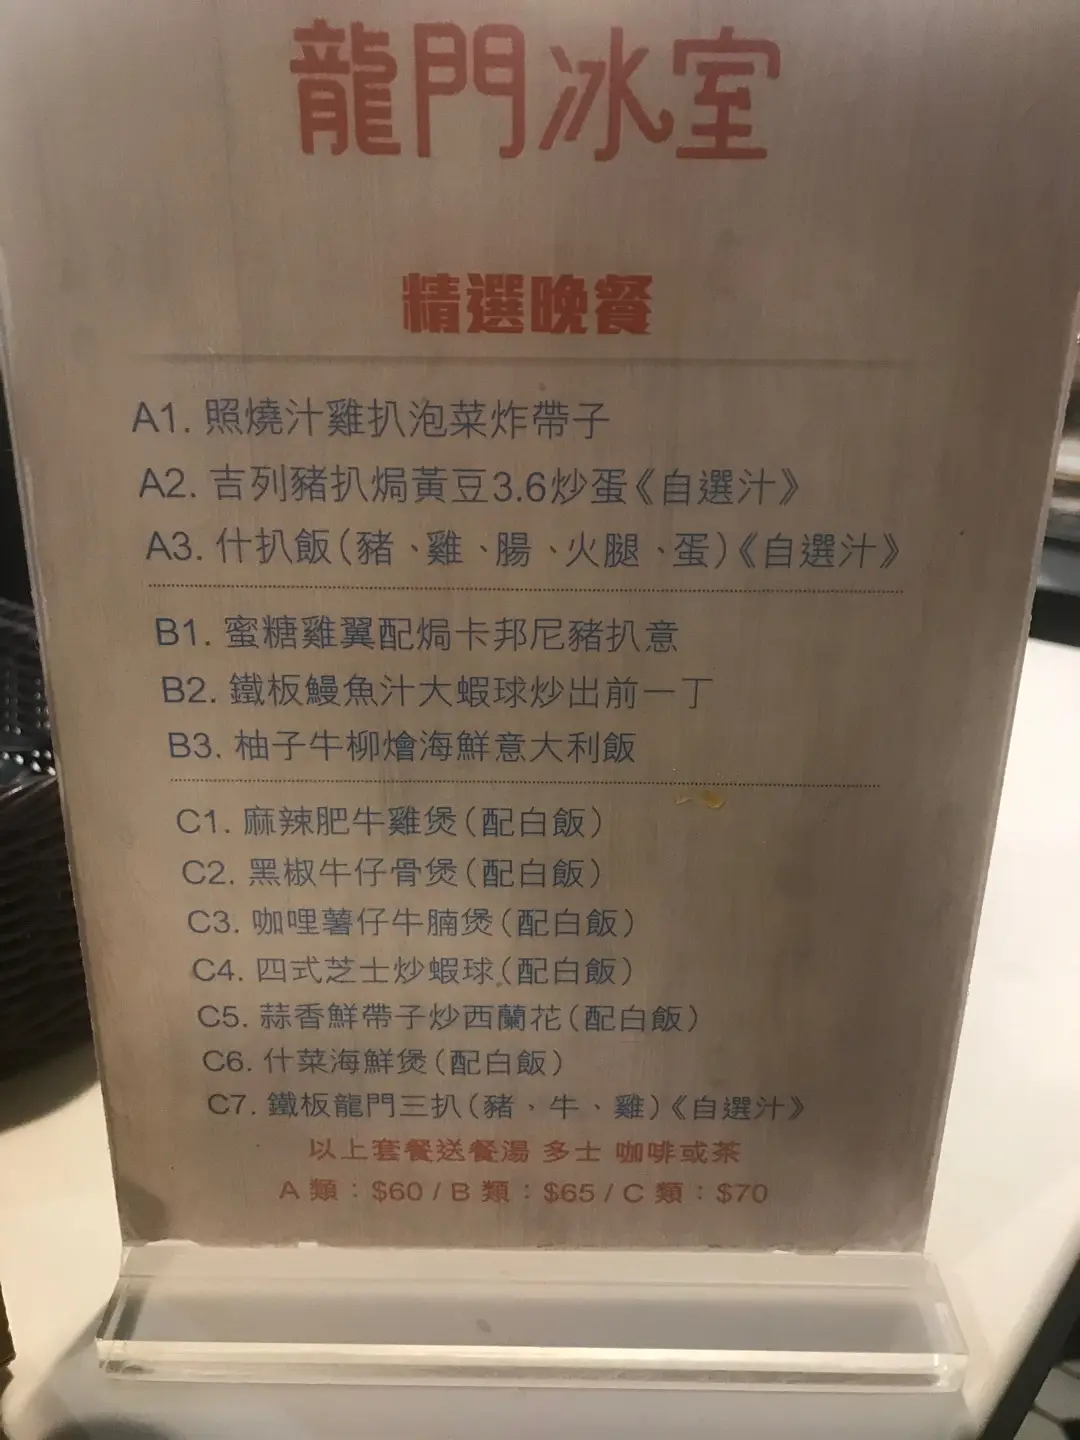 龍門冰室
精選晚餐
A1. 照燒汁雞扒泡菜炸帶子
A2. 吉列豬扒焗黃豆3.6炒蛋《自選汁》
A3. 什扒飯(豬、雞、腸、火腿、蛋)《自選汁》
B1. 蜜糖雞翼配焗卡邦尼豬扒意
B2. 鐵板鰻魚汁大蝦球炒出前一丁
B3. 柚子牛柳燴海鮮意大利飯
C1. 麻辣肥牛雞煲(配白飯)
C2. 黑椒牛仔骨煲(配白飯)
C3. 咖哩薯仔牛腩煲(配白飯)
C4. 四式芝士炒蝦球(配白飯)
C5. 蒜香鮮帶子炒西蘭花(配白飯)
C6. 什菜海鮮煲(配白飯)
C7. 鐵板龍門三扒(豬、牛、雞)《自選汁》
以上套餐送餐湯 多士 咖啡或茶
A 類：$60 / B 類：$65 / C 類：$70